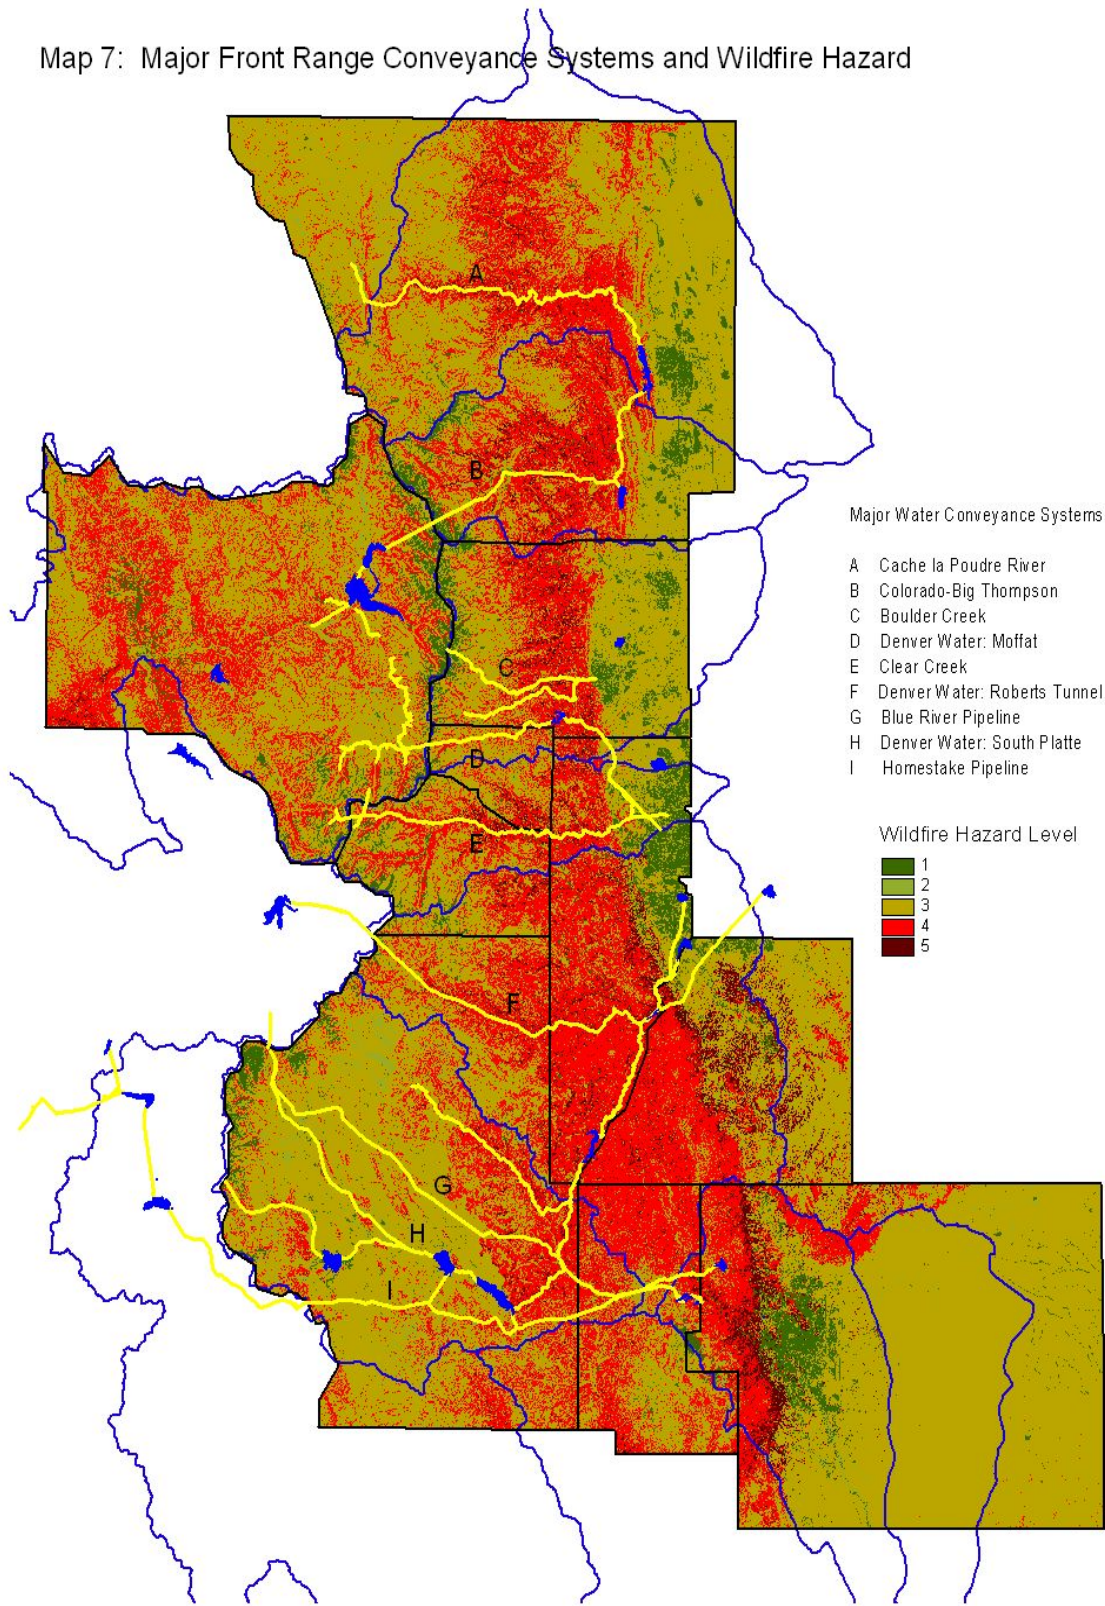 Map 7: Major Front Range Conveyance Systems and Wildfire Hazard
A
B
C
D
E
F
G
H
I
Major Water Conveyance Systems
A Cache la Poudre River
B Colorado-Big Thompson
C Boulder Creek
D Denver Water: Moffat
E Clear Creek
F Denver Water: Roberts Tunnel
G Blue River Pipeline
H Denver Water: South Platte
I Homestake Pipeline
Wildfire Hazard Level
1
2
3
4
5